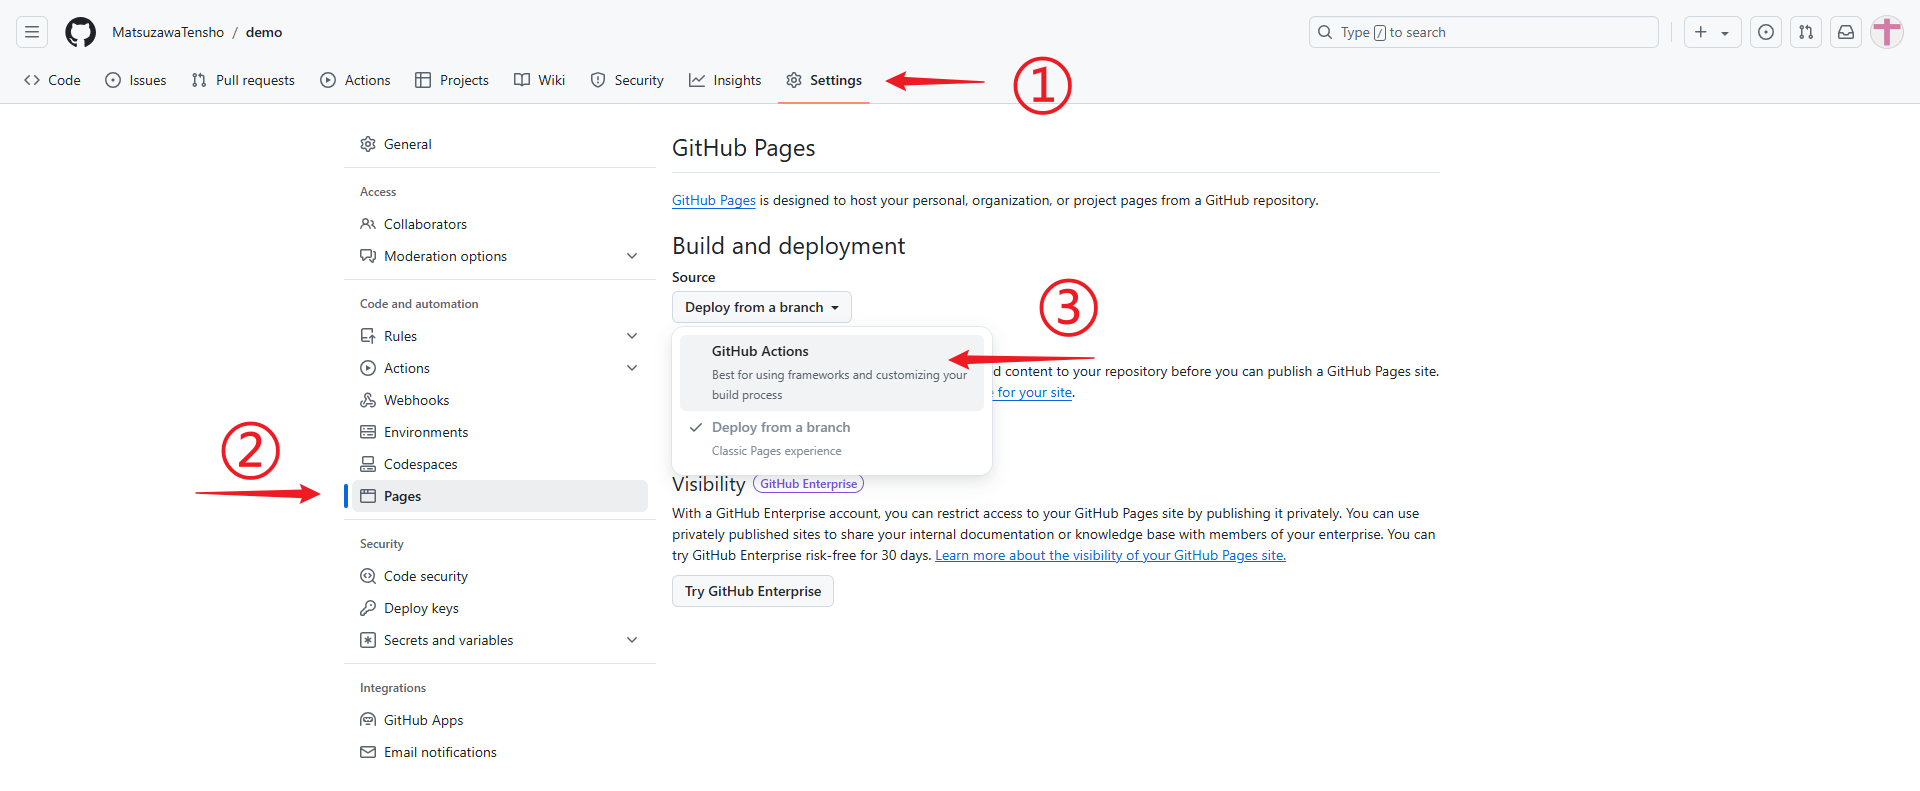 MatsuzawaTensho / demo
Type / to search
Code Issues Pull requests Actions Projects Wiki Security Insights Settings
①
General
Access
Collaborators
Moderation options
Code and automation
Rules
Actions
Webhooks
Environments
Codespaces
②
Pages
Security
Code security
Deploy keys
Secrets and variables
Integrations
GitHub Apps
Email notifications
GitHub Pages
GitHub Pages is designed to host your personal, organization, or project pages from a GitHub repository.
Build and deployment
Source
Deploy from a branch
③
GitHub Actions
Best for using frameworks and customizing your
build process
d content to your repository before you can publish a GitHub Pages site.
for your site.
Deploy from a branch
Classic Pages experience
Visibility GitHub Enterprise
With a GitHub Enterprise account, you can restrict access to your GitHub Pages site by publishing it privately. You can use
privately published sites to share your internal documentation or knowledge base with members of your enterprise. You can
try GitHub Enterprise risk-free for 30 days. Learn more about the visibility of your GitHub Pages site.
Try GitHub Enterprise